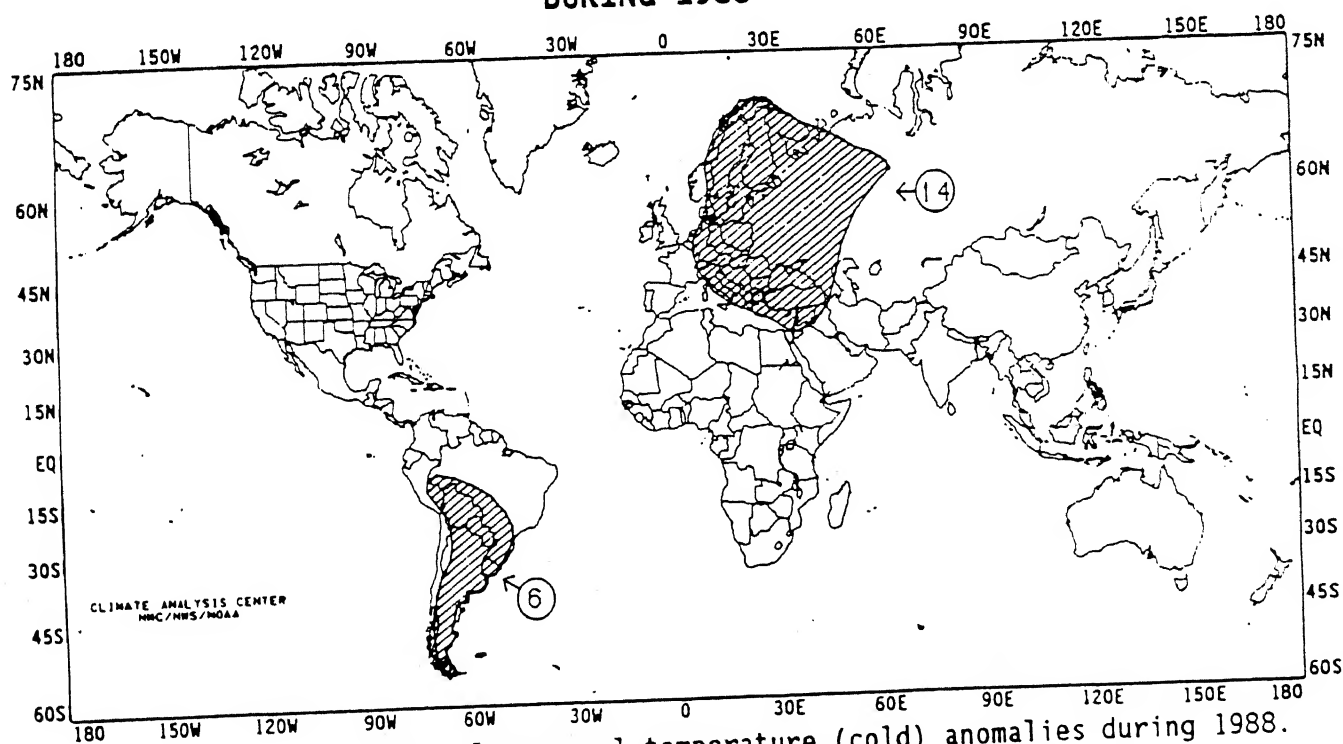 180 150W 120W 90W 60W 30W 0 30E 60E 90E 120E 150E 180
75N 75N
60N 60N
45N 45N
30N 30N
15N 15N
EQ EQ
15S 15S
30S 30S
45S 45S
60S 60S
14
6
CLIMATE ANALYSIS CENTER
NMC/NWS/NOAA
180 150W 120W 90W 60W 30W 0 30E 60E 90E 120E 150E 180
temperature (cold) anomalies during 1988.